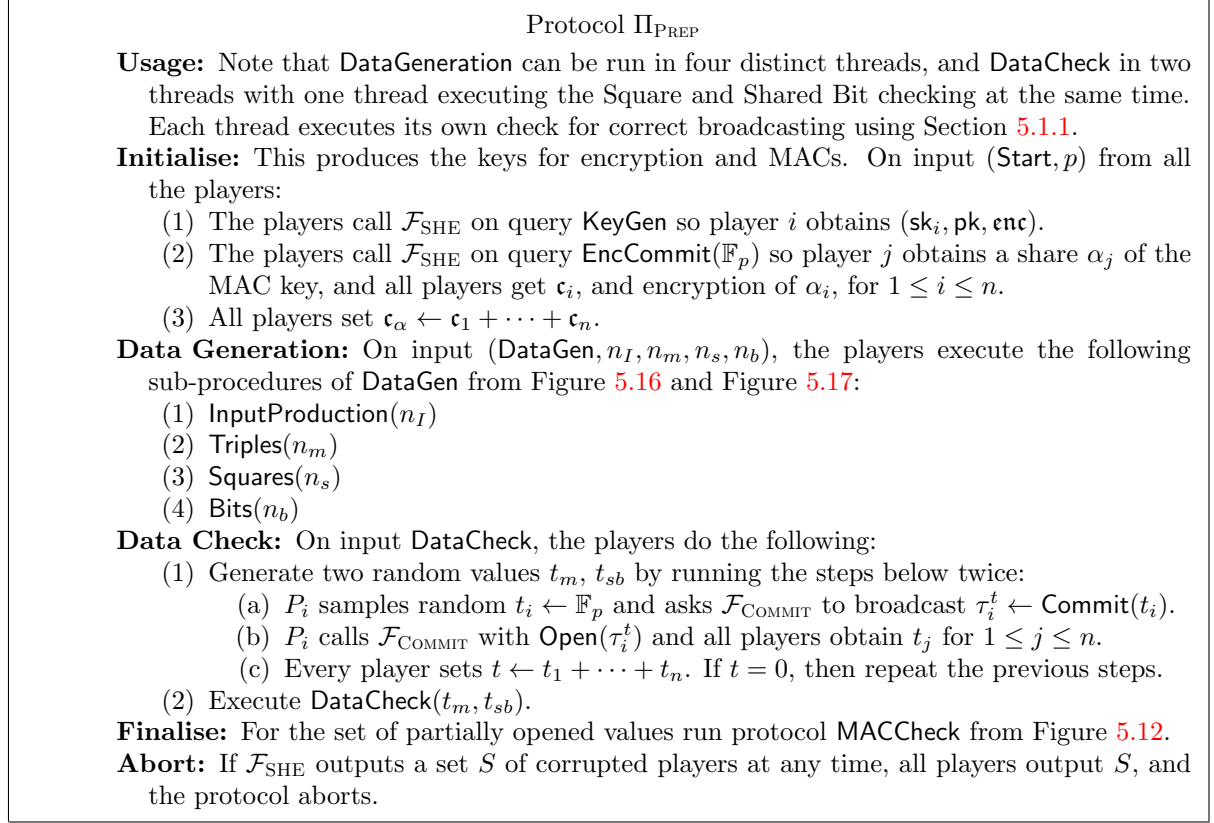 Protocol Π_PREP
Usage: Note that DataGeneration can be run in four distinct threads, and DataCheck in two
threads with one thread executing the Square and Shared Bit checking at the same time.
Each thread executes its own check for correct broadcasting using Section 5.1.1.
Initialise: This produces the keys for encryption and MACs. On input (Start, p) from all
the players:
(1) The players call F_SHE on query KeyGen so player i obtains (sk_i, pk, enc).
(2) The players call F_SHE on query EncCommit(𝔽_p) so player j obtains a share α_j of the
MAC key, and all players get 𝔠_i, and encryption of α_i, for 1 ≤ i ≤ n.
(3) All players set 𝔠_α ← 𝔠_1 + ··· + 𝔠_n.
Data Generation: On input (DataGen, n_I, n_m, n_s, n_b), the players execute the following
sub-procedures of DataGen from Figure 5.16 and Figure 5.17:
(1) InputProduction(n_I)
(2) Triples(n_m)
(3) Squares(n_s)
(4) Bits(n_b)
Data Check: On input DataCheck, the players do the following:
(1) Generate two random values t_m, t_sb by running the steps below twice:
(a) P_i samples random t_i ← 𝔽_p and asks F_COMMIT to broadcast τ_i^t ← Commit(t_i).
(b) P_i calls F_COMMIT with Open(τ_i^t) and all players obtain t_j for 1 ≤ j ≤ n.
(c) Every player sets t ← t_1 + ··· + t_n. If t = 0, then repeat the previous steps.
(2) Execute DataCheck(t_m, t_sb).
Finalise: For the set of partially opened values run protocol MACCheck from Figure 5.12.
Abort: If F_SHE outputs a set S of corrupted players at any time, all players output S, and
the protocol aborts.